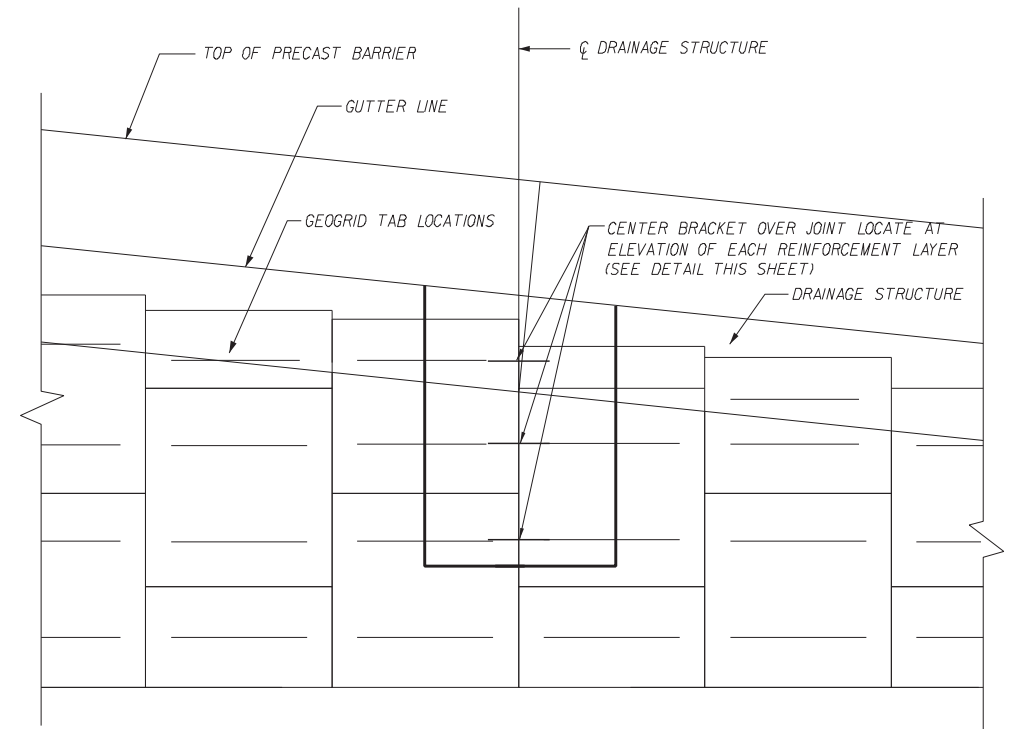 ℄ DRAINAGE STRUCTURE
TOP OF PRECAST BARRIER
GUTTER LINE
GEOGRID TAB LOCATIONS
CENTER BRACKET OVER JOINT LOCATE AT
ELEVATION OF EACH REINFORCEMENT LAYER
(SEE DETAIL THIS SHEET)
DRAINAGE STRUCTURE